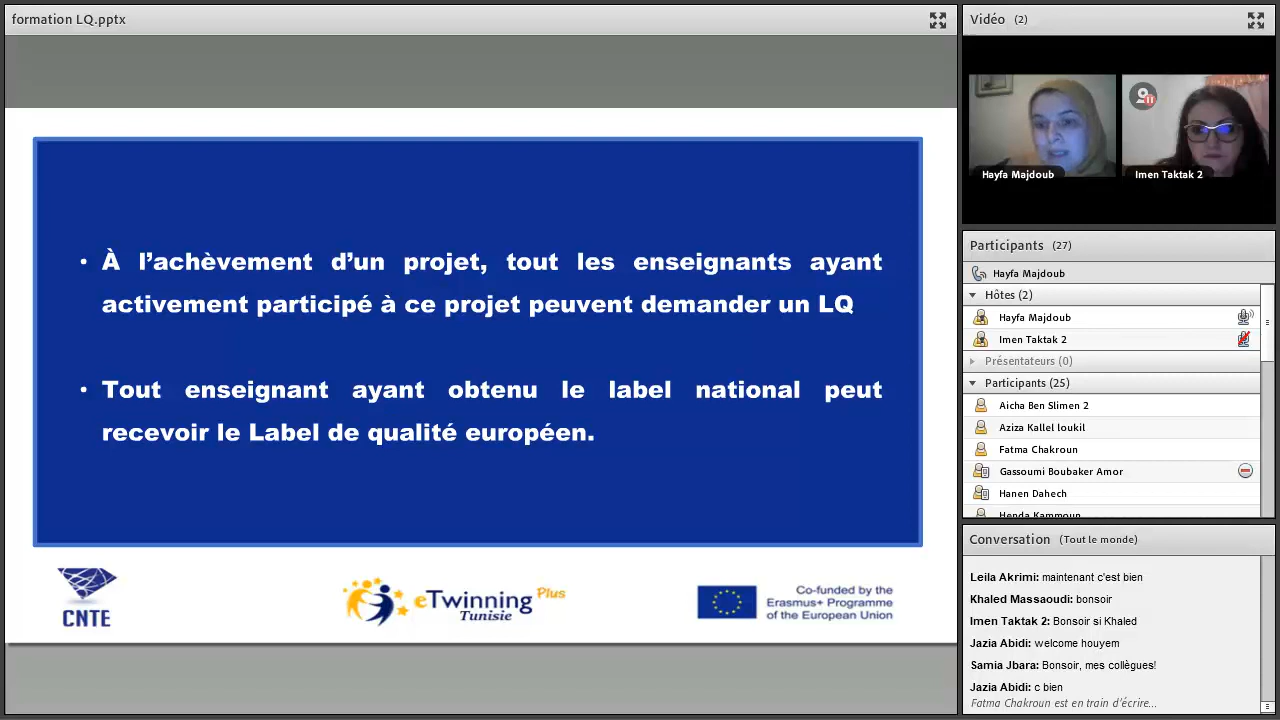 formation LQ.pptx
• À l’achèvement d’un projet, tout les enseignants ayant
activement participé à ce projet peuvent demander un LQ
• Tout enseignant ayant obtenu le label national peut
recevoir le Label de qualité européen.
CNTE
eTwinning Plus
Tunisie
Co-funded by the
Erasmus+ Programme
of the European Union
Vidéo (2)
Hayfa Majdoub
Imen Taktak 2
Participants (27)
Hayfa Majdoub
Hôtes (2)
Hayfa Majdoub
Imen Taktak 2
Présentateurs (0)
Participants (25)
Aicha Ben Slimen 2
Aziza Kallel loukil
Fatma Chakroun
Gassoumi Boubaker Amor
Hanen Dahech
Henda Kammoun
Conversation (Tout le monde)
Leila Akrimi: maintenant c'est bien
Khaled Massaoudi: bonsoir
Imen Taktak 2: Bonsoir si Khaled
Jazia Abidi: welcome houyem
Samia Jbara: Bonsoir, mes collègues!
Jazia Abidi: c bien
Fatma Chakroun est en train d'écrire...